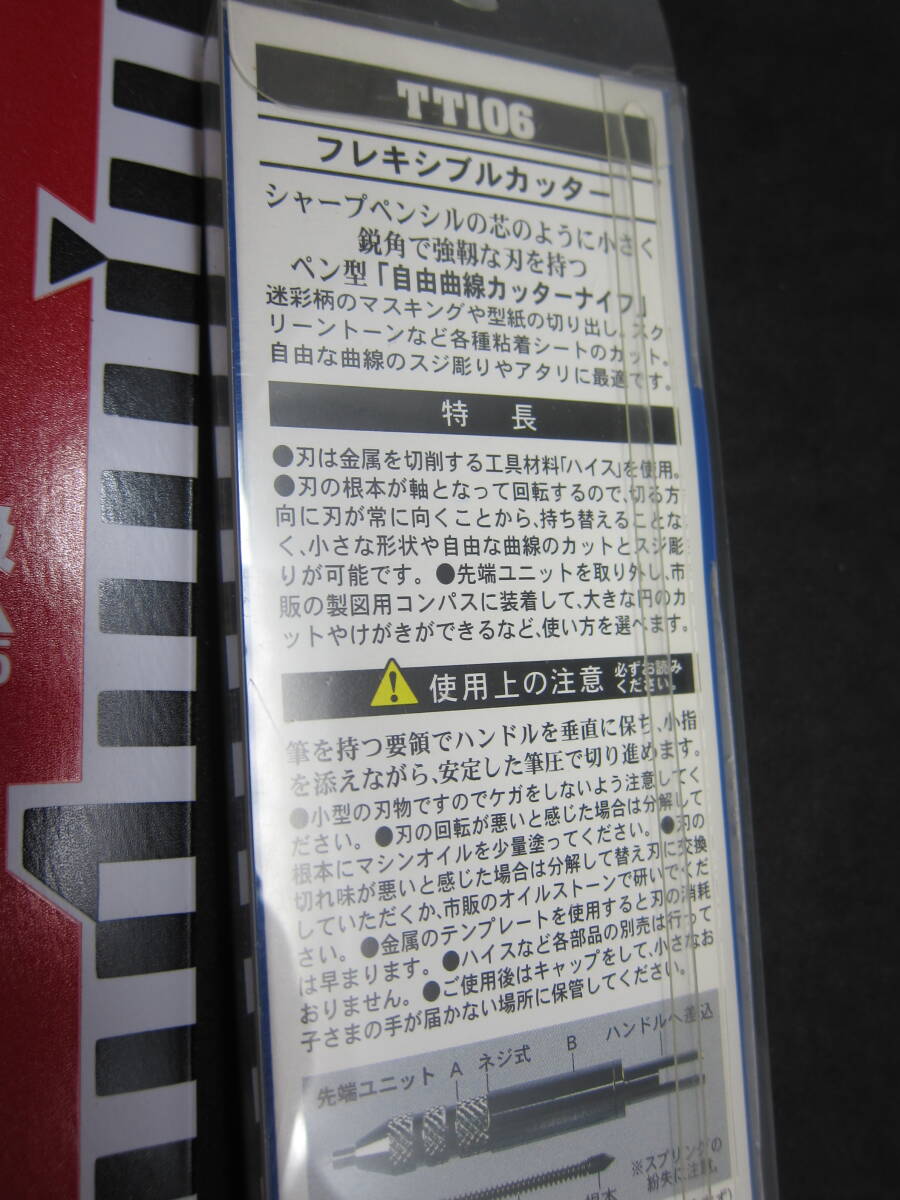 TT106
フレキシブルカッター
シャープペンシルの芯のように小さく
鋭角で強靱な刃を持つ
ペン型「自由曲線カッターナイフ」
迷彩柄のマスキングや型紙の切り出し、スク
リーントーンなど各種粘着シートのカット。
自由な曲線のスジ彫りやアタリに最適です。
特長
●刃は金属を切削する工具材料「ハイス」を使用。
●刃の根本が軸となって回転するので、切る方
向に刃が常に向くことから、持ち替えることな
く、小さな形状や自由な曲線のカットとスジ彫
りが可能です。●先端ユニットを取り外し、市
販の製図用コンパスに装着して、大きな円のカ
ットやけがきができるなど、使い方を選べます。
使用上の注意 必ずお読み
ください。
筆を持つ要領でハンドルを垂直に保ち、小指
を添えながら、安定した筆圧で切り進めます。
●小型の刃物ですのでケガをしないよう注意してく
ださい。●刃の回転が悪いと感じた場合は分解して
根本にマシンオイルを少量塗ってください。●刃の
切れ味が悪いと感じた場合は分解して替え刃に交換
していただくか、市販のオイルストーンで研いでくだ
さい。●金属のテンプレートを使用すると刃の消耗
は早まります。●ハイスなど各部品の別売は行って
おりません。●ご使用後はキャップをして、小さなお
子さまの手が届かない場所に保管してください。
先端ユニット A ネジ式 B ハンドルへ差込
※スプリングの
紛失に注意。
根本